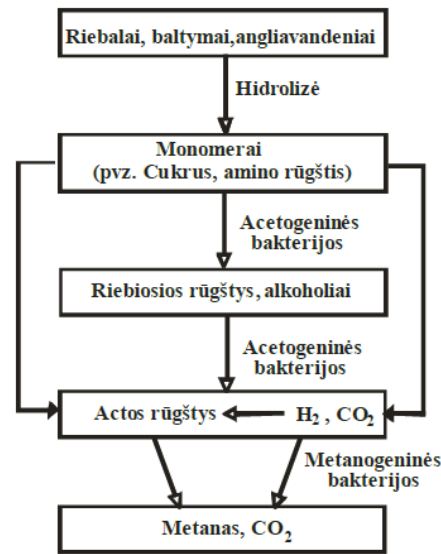 Riebalai, baltymai,angliavandeniai
Hidrolizė
Monomerai
(pvz. Cukrus, amino rūgštis)
Acetogeninės
bakterijos
Riebiosios rūgštys, alkoholiai
Acetogeninės
bakterijos
Actos rūgštys H₂ , CO₂
Metanogeninės
bakterijos
Metanas, CO₂